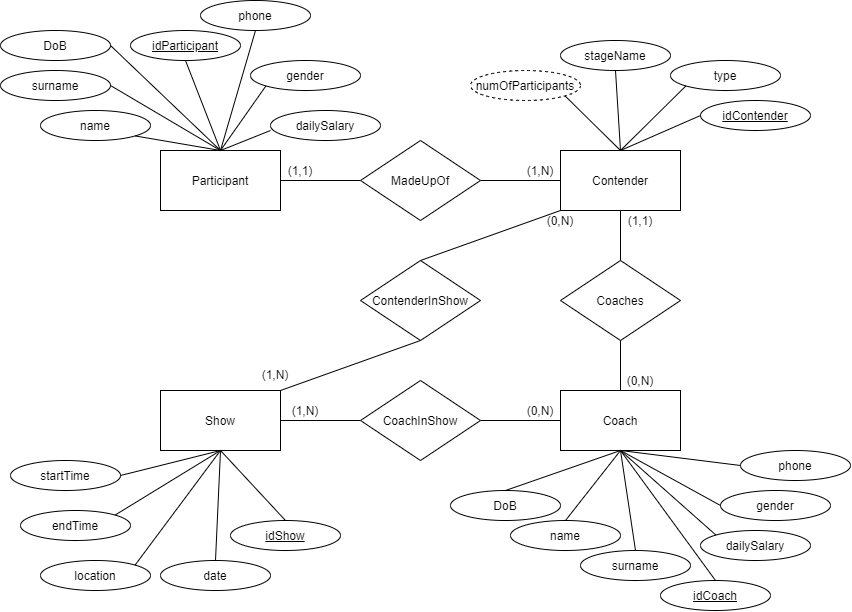 phone
DoB
idParticipant
stageName
surname
gender
numOfParticipants
type
name
dailySalary
idContender
Participant
(1,1)
MadeUpOf
(1,N)
Contender
(0,N)
(1,1)
ContenderInShow
Coaches
(1,N)
(0,N)
Show
(1,N)
CoachInShow
(0,N)
Coach
startTime
phone
DoB
gender
endTime
idShow
name
dailySalary
location
date
surname
idCoach